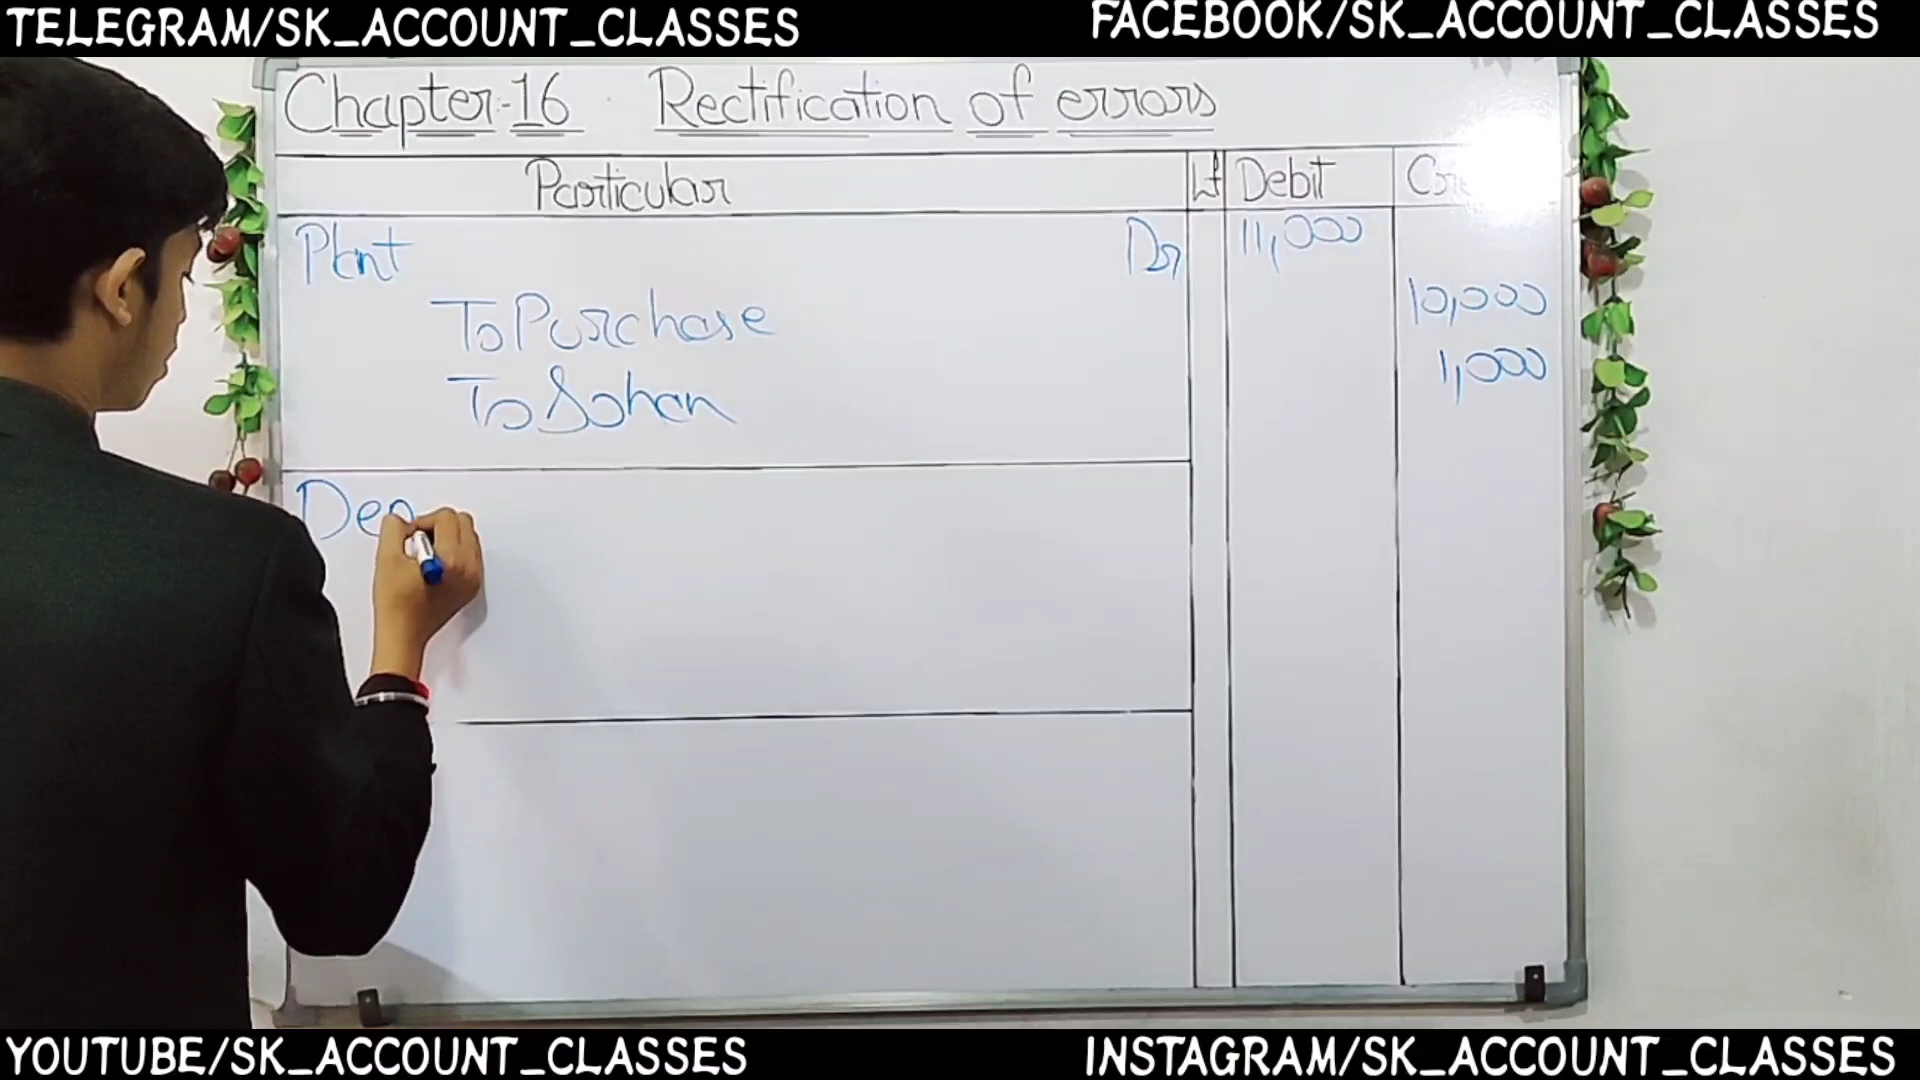 TELEGRAM/SK_ACCOUNT_CLASSES
FACEBOOK/SK_ACCOUNT_CLASSES
Chapter-16 Rectification of errors
Particular Lf Debit
Plant Dr 11,000
To Purchase 10,000
To Sohan 1,000
Dep
YOUTUBE/SK_ACCOUNT_CLASSES
INSTAGRAM/SK_ACCOUNT_CLASSES